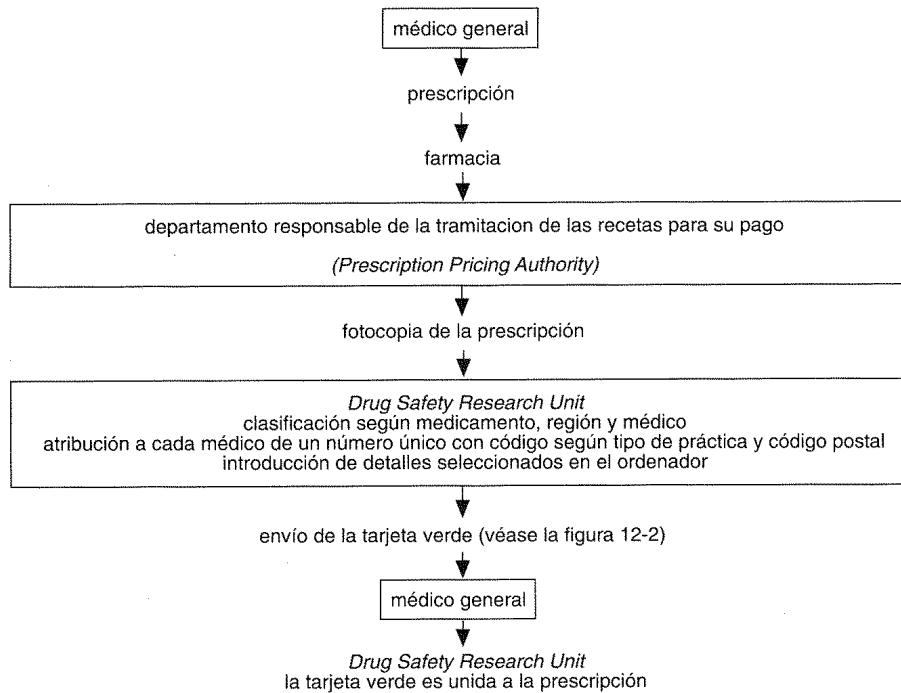 médico general
prescripción
farmacia
departamento responsable de la tramitacion de las recetas para su pago
(Prescription Pricing Authority)
fotocopia de la prescripción
Drug Safety Research Unit
clasificación según medicamento, región y médico
atribución a cada médico de un número único con código según tipo de práctica y código postal
introducción de detalles seleccionados en el ordenador
envío de la tarjeta verde (véase la figura 12-2)
médico general
Drug Safety Research Unit
la tarjeta verde es unida a la prescripción